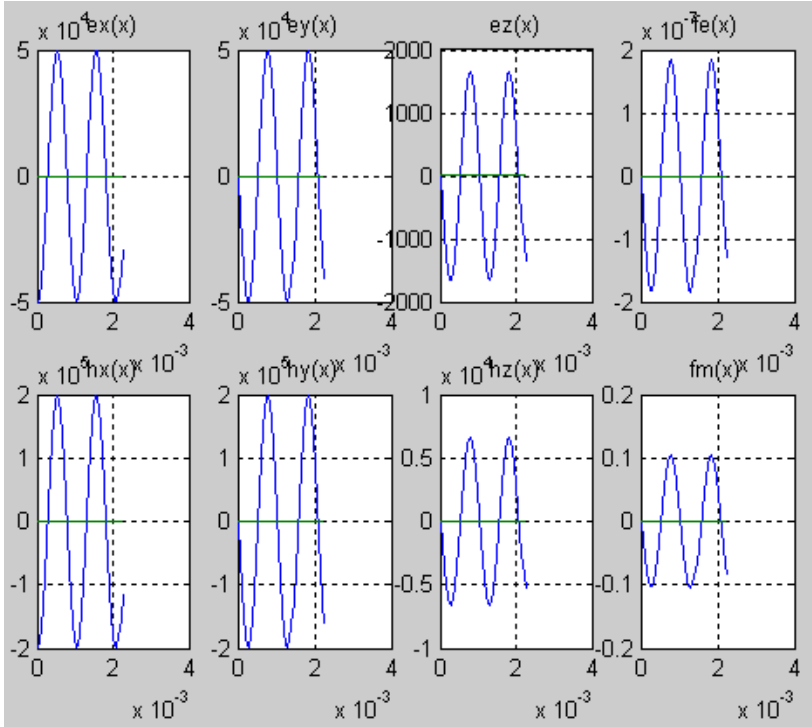 x 10^4 ex(x)
5
0
-5
0 2 4
x 10^-3
x 10^4 ey(x)
5
0
-5
0 2 4
x 10^-3
ez(x)
2000
1000
0
-1000
-2000
0 2 4
x 10^-3
x 10^-7 fe(x)
2
1
0
-1
-2
0 2 4
x 10^-3
x 10^5 hx(x)
2
1
0
-1
-2
0 2 4
x 10^-3
x 10^5 hy(x)
2
1
0
-1
-2
0 2 4
x 10^-3
x 10^4 hz(x)
1
0.5
0
-0.5
-1
0 2 4
x 10^-3
fm(x)
0.2
0.1
0
-0.1
-0.2
0 2 4
x 10^-3